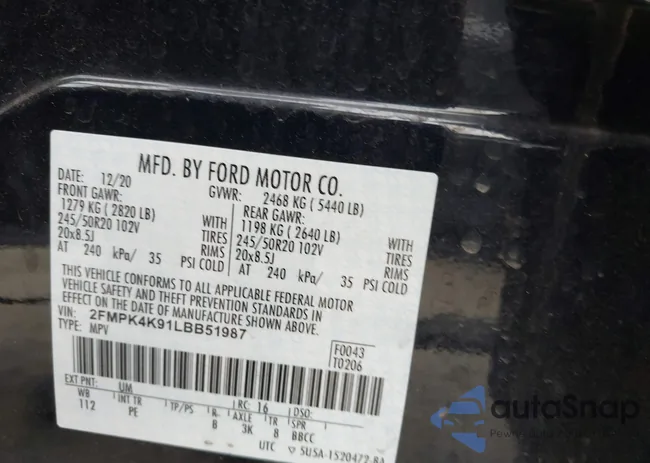 MFD. BY FORD MOTOR CO.
DATE: 12/20 GVWR: 2468 KG ( 5440 LB)
FRONT GAWR: REAR GAWR:
1279 KG ( 2820 LB) WITH 1198 KG ( 2640 LB) WITH
245/50R20 102V TIRES 245/50R20 102V TIRES
20x8.5J RIMS 20x8.5J RIMS
AT 240 kPa/ 35 PSI COLD AT 240 kPa/ 35 PSI COLD
THIS VEHICLE CONFORMS TO ALL APPLICABLE FEDERAL MOTOR
VEHICLE SAFETY AND THEFT PREVENTION STANDARDS IN
EFFECT ON THE DATE OF MANUFACTURE SHOWN ABOVE.
VIN: 2FMPK4K91LBB51987
TYPE: MPV
F0043
T0206
EXT PNT: UM RC: 16 DSO:
WB INT TR TP/PS R. AXLE TR SPR
112 PE B 3K 8 BBCC
UTC ▽ 5U5A-1520472-BA
autoSnap